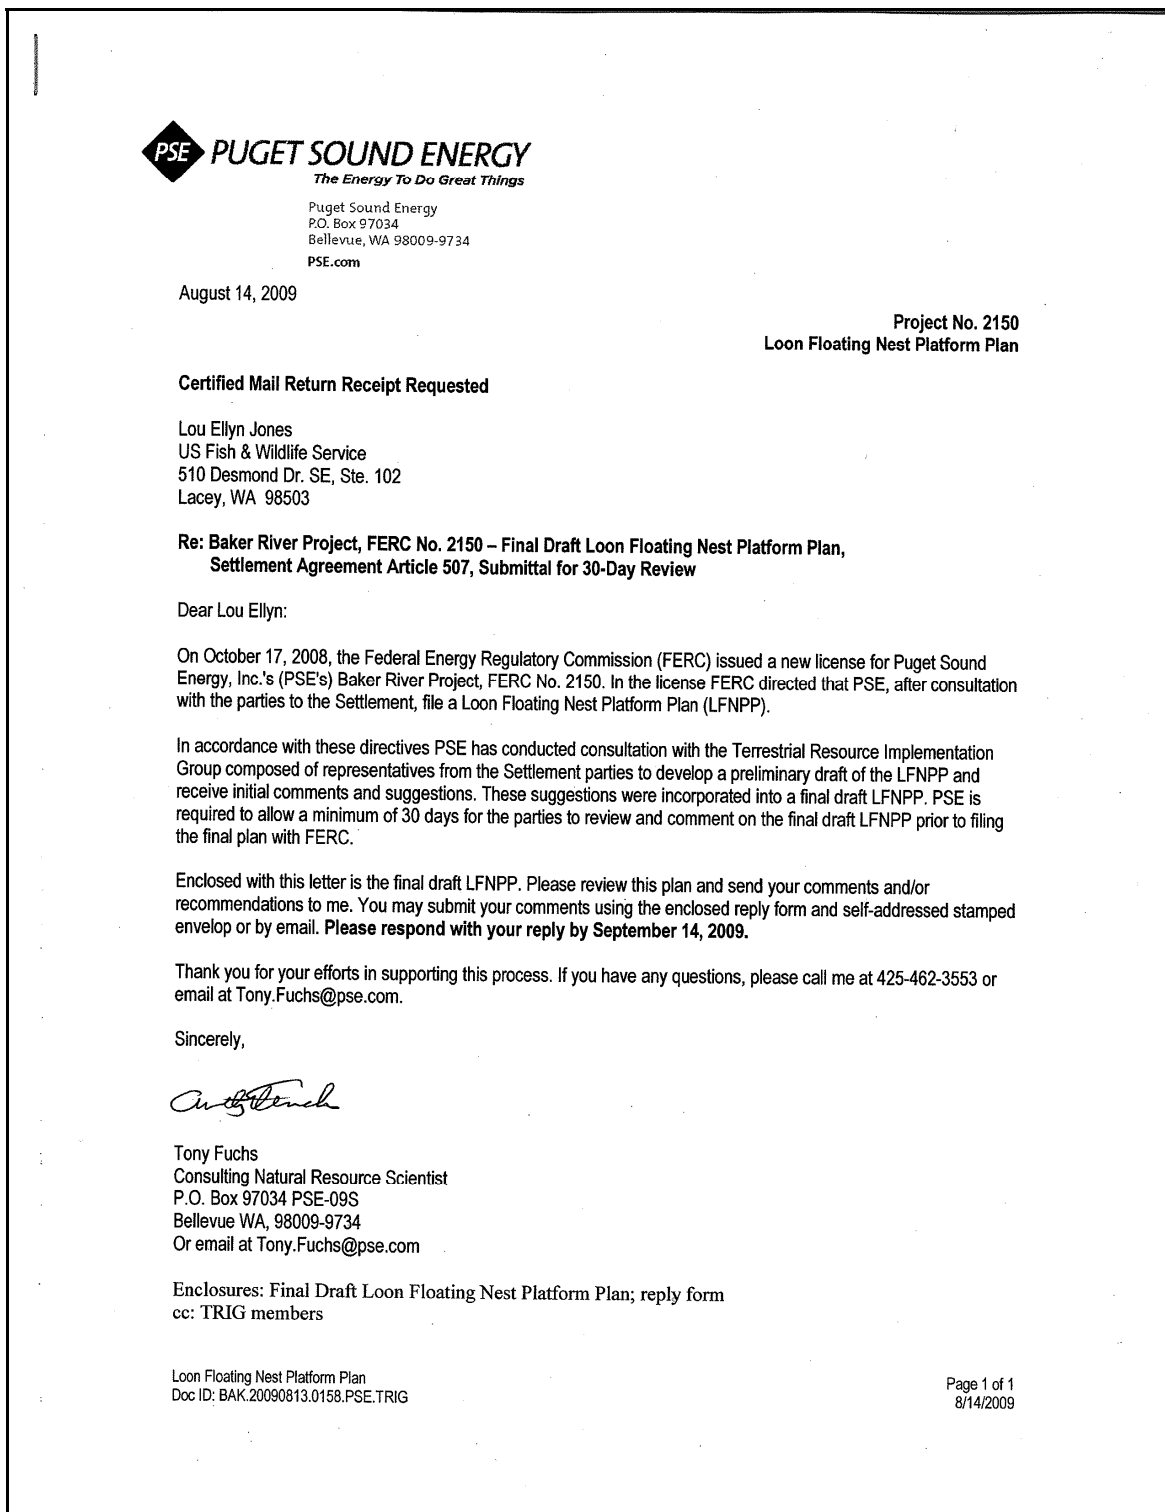 PSE PUGET SOUND ENERGY
The Energy To Do Great Things
Puget Sound Energy
P.O. Box 97034
Bellevue, WA 98009-9734
PSE.com
August 14, 2009
Project No. 2150
Loon Floating Nest Platform Plan
Certified Mail Return Receipt Requested
Lou Ellyn Jones
US Fish & Wildlife Service
510 Desmond Dr. SE, Ste. 102
Lacey, WA 98503
Re: Baker River Project, FERC No. 2150 – Final Draft Loon Floating Nest Platform Plan,
Settlement Agreement Article 507, Submittal for 30-Day Review
Dear Lou Ellyn:
On October 17, 2008, the Federal Energy Regulatory Commission (FERC) issued a new license for Puget Sound
Energy, Inc.'s (PSE's) Baker River Project, FERC No. 2150. In the license FERC directed that PSE, after consultation
with the parties to the Settlement, file a Loon Floating Nest Platform Plan (LFNPP).
In accordance with these directives PSE has conducted consultation with the Terrestrial Resource Implementation
Group composed of representatives from the Settlement parties to develop a preliminary draft of the LFNPP and
receive initial comments and suggestions. These suggestions were incorporated into a final draft LFNPP. PSE is
required to allow a minimum of 30 days for the parties to review and comment on the final draft LFNPP prior to filing
the final plan with FERC.
Enclosed with this letter is the final draft LFNPP. Please review this plan and send your comments and/or
recommendations to me. You may submit your comments using the enclosed reply form and self-addressed stamped
envelop or by email. Please respond with your reply by September 14, 2009.
Thank you for your efforts in supporting this process. If you have any questions, please call me at 425-462-3553 or
email at Tony.Fuchs@pse.com.
Sincerely,
Tony Fuchs
Consulting Natural Resource Scientist
P.O. Box 97034 PSE-09S
Bellevue WA, 98009-9734
Or email at Tony.Fuchs@pse.com
Enclosures: Final Draft Loon Floating Nest Platform Plan; reply form
cc: TRIG members
Loon Floating Nest Platform Plan
Doc ID: BAK.20090813.0158.PSE.TRIG
Page 1 of 1
8/14/2009